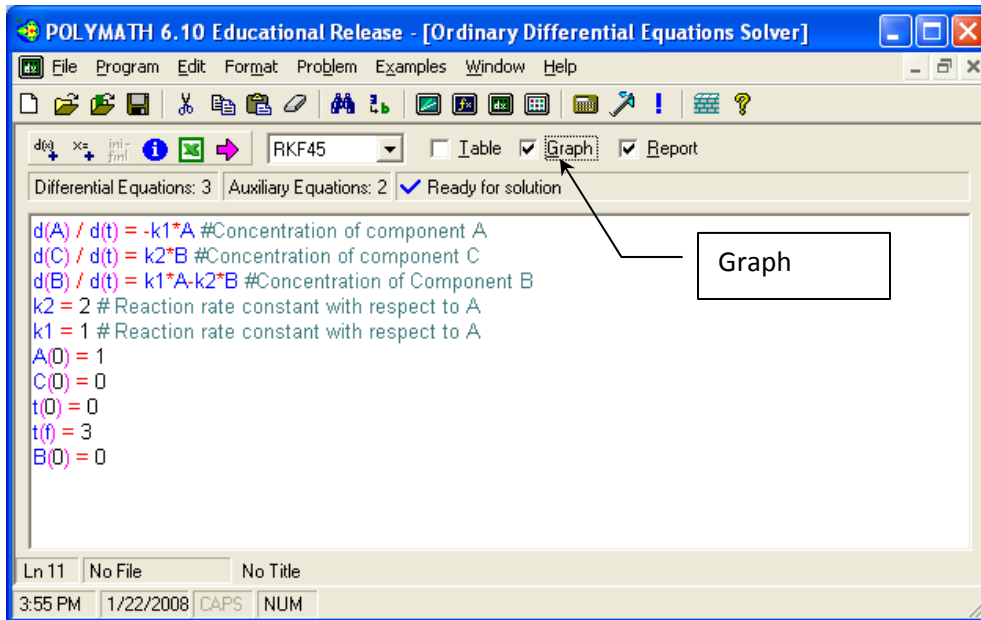 POLYMATH 6.10 Educational Release - [Ordinary Differential Equations Solver]
File Program Edit Format Problem Examples Window Help
d(x) x= ini- finl RKF45 Table Graph Report
Differential Equations: 3 Auxiliary Equations: 2 Ready for solution
d(A) / d(t) = -k1*A #Concentration of component A
d(C) / d(t) = k2*B #Concentration of component C
d(B) / d(t) = k1*A-k2*B #Concentration of Component B
k2 = 2 # Reaction rate constant with respect to A
k1 = 1 # Reaction rate constant with respect to A
A(0) = 1
C(0) = 0
t(0) = 0
t(f) = 3
B(0) = 0
Graph
Ln 11 No File No Title
3:55 PM 1/22/2008 CAPS NUM